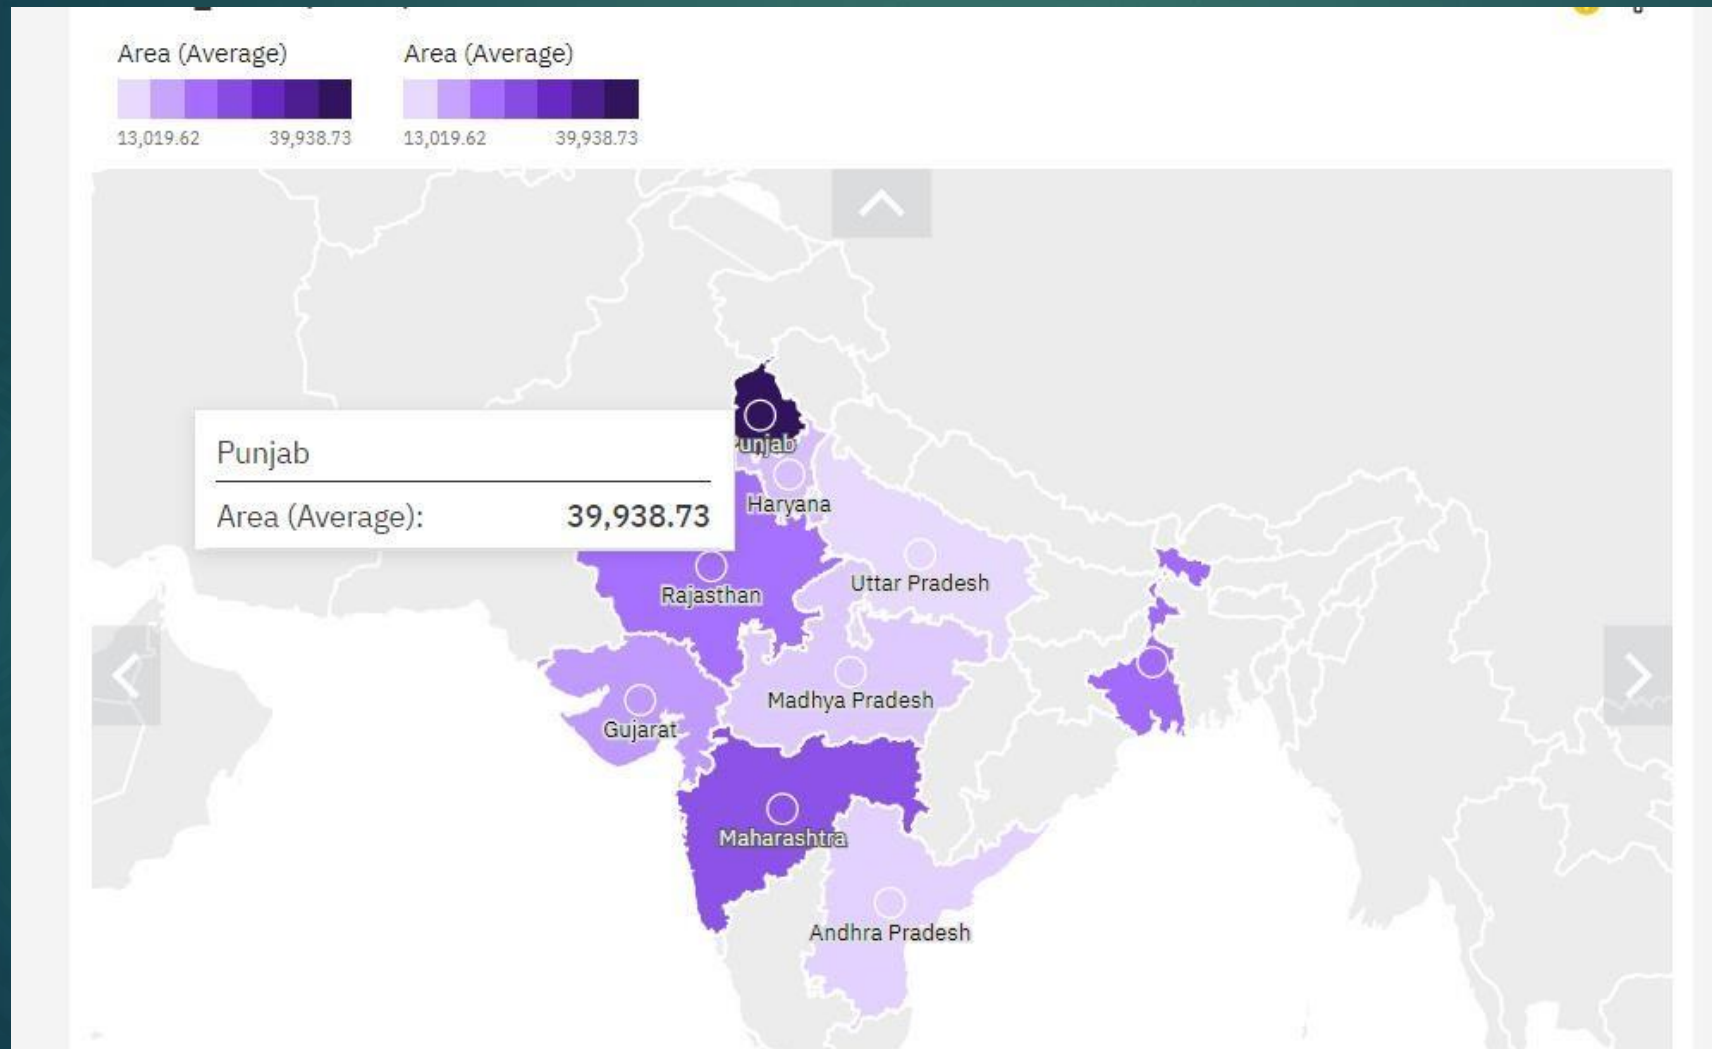 Area (Average) Area (Average)
13,019.62 39,938.73 13,019.62 39,938.73
Punjab
Area (Average): 39,938.73
Haryana
Rajasthan
Uttar Pradesh
Madhya Pradesh
Gujarat
Maharashtra
Andhra Pradesh